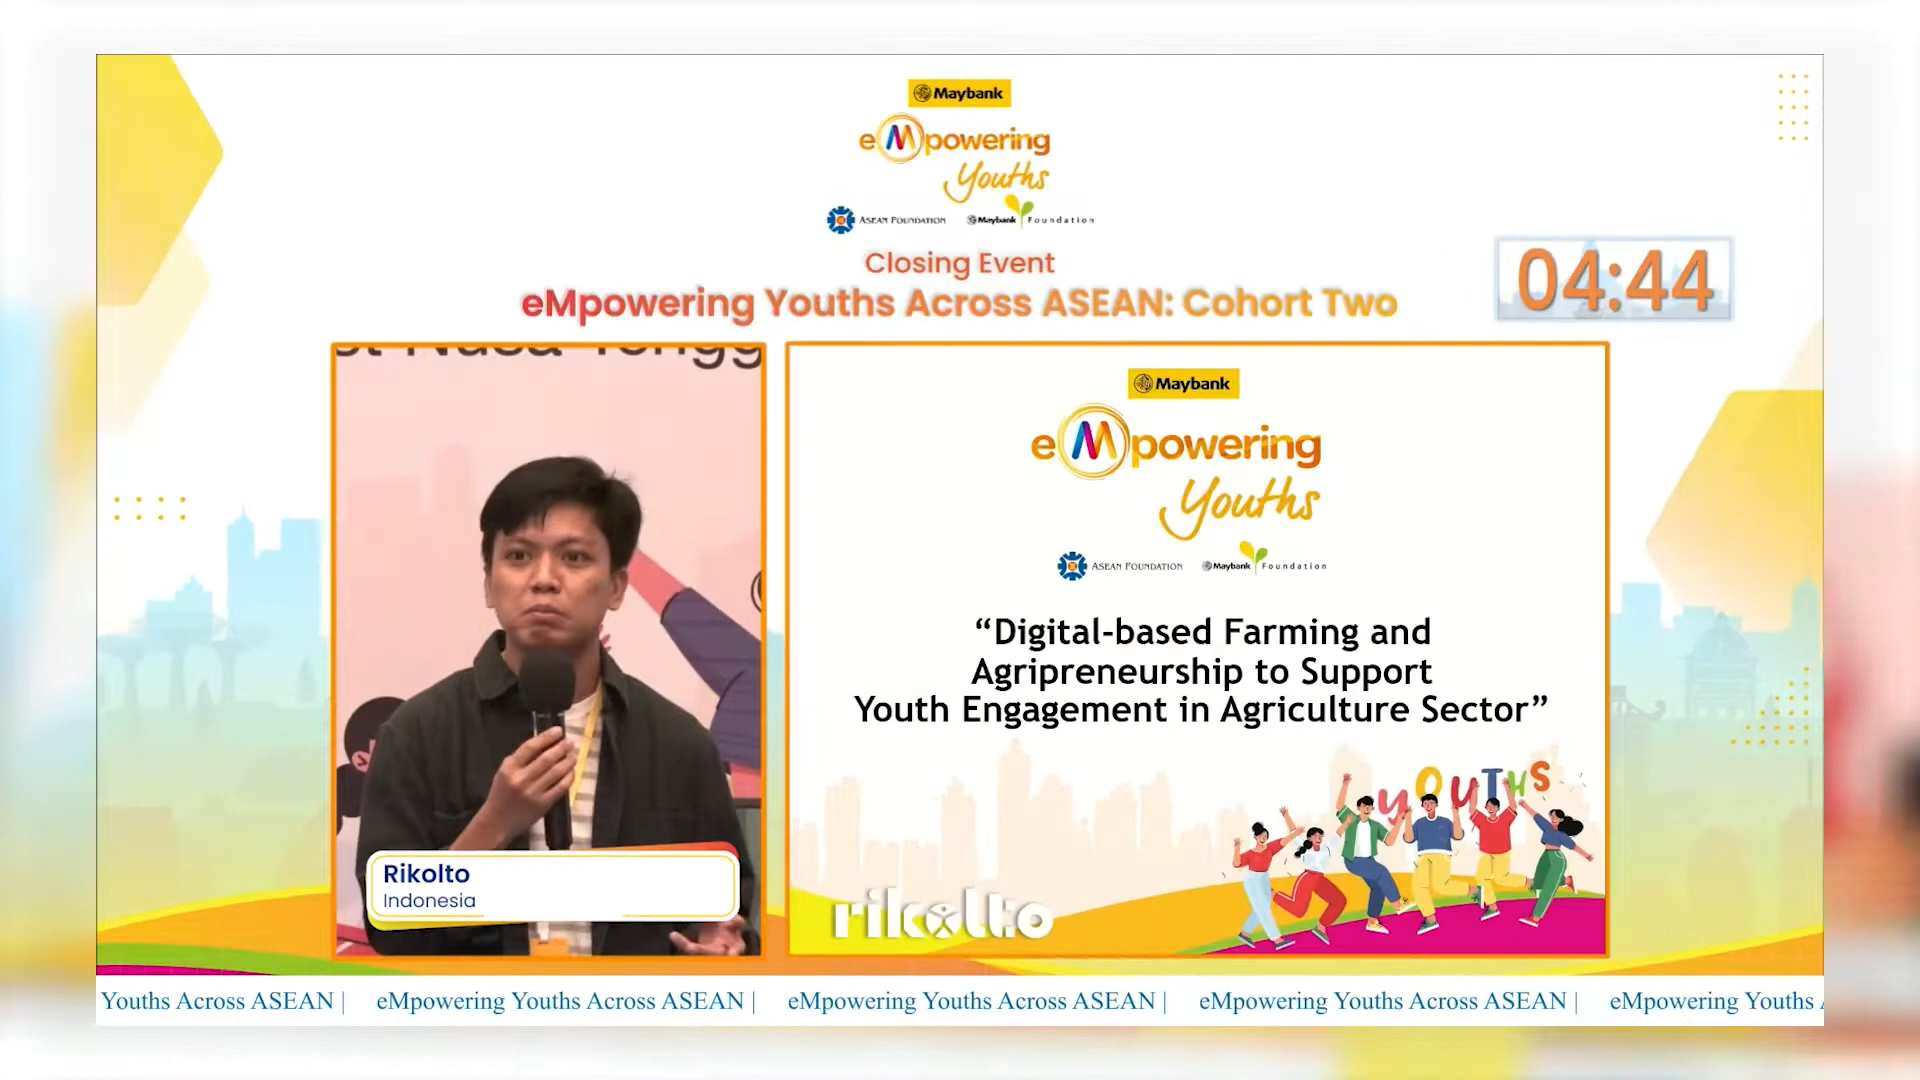 Maybank
eMpowering
Youths
ASEAN FOUNDATION
Maybank Foundation
Closing Event
eMpowering Youths Across ASEAN: Cohort Two
04:44
Maybank
eMpowering
Youths
ASEAN FOUNDATION
Maybank Foundation
“Digital-based Farming and
Agripreneurship to Support
Youth Engagement in Agriculture Sector”
YOUTHS
rikolto
Rikolto
Indonesia
Youths Across ASEAN | eMpowering Youths Across ASEAN | eMpowering Youths Across ASEAN | eMpowering Youths Across ASEAN | eMpowering Youths